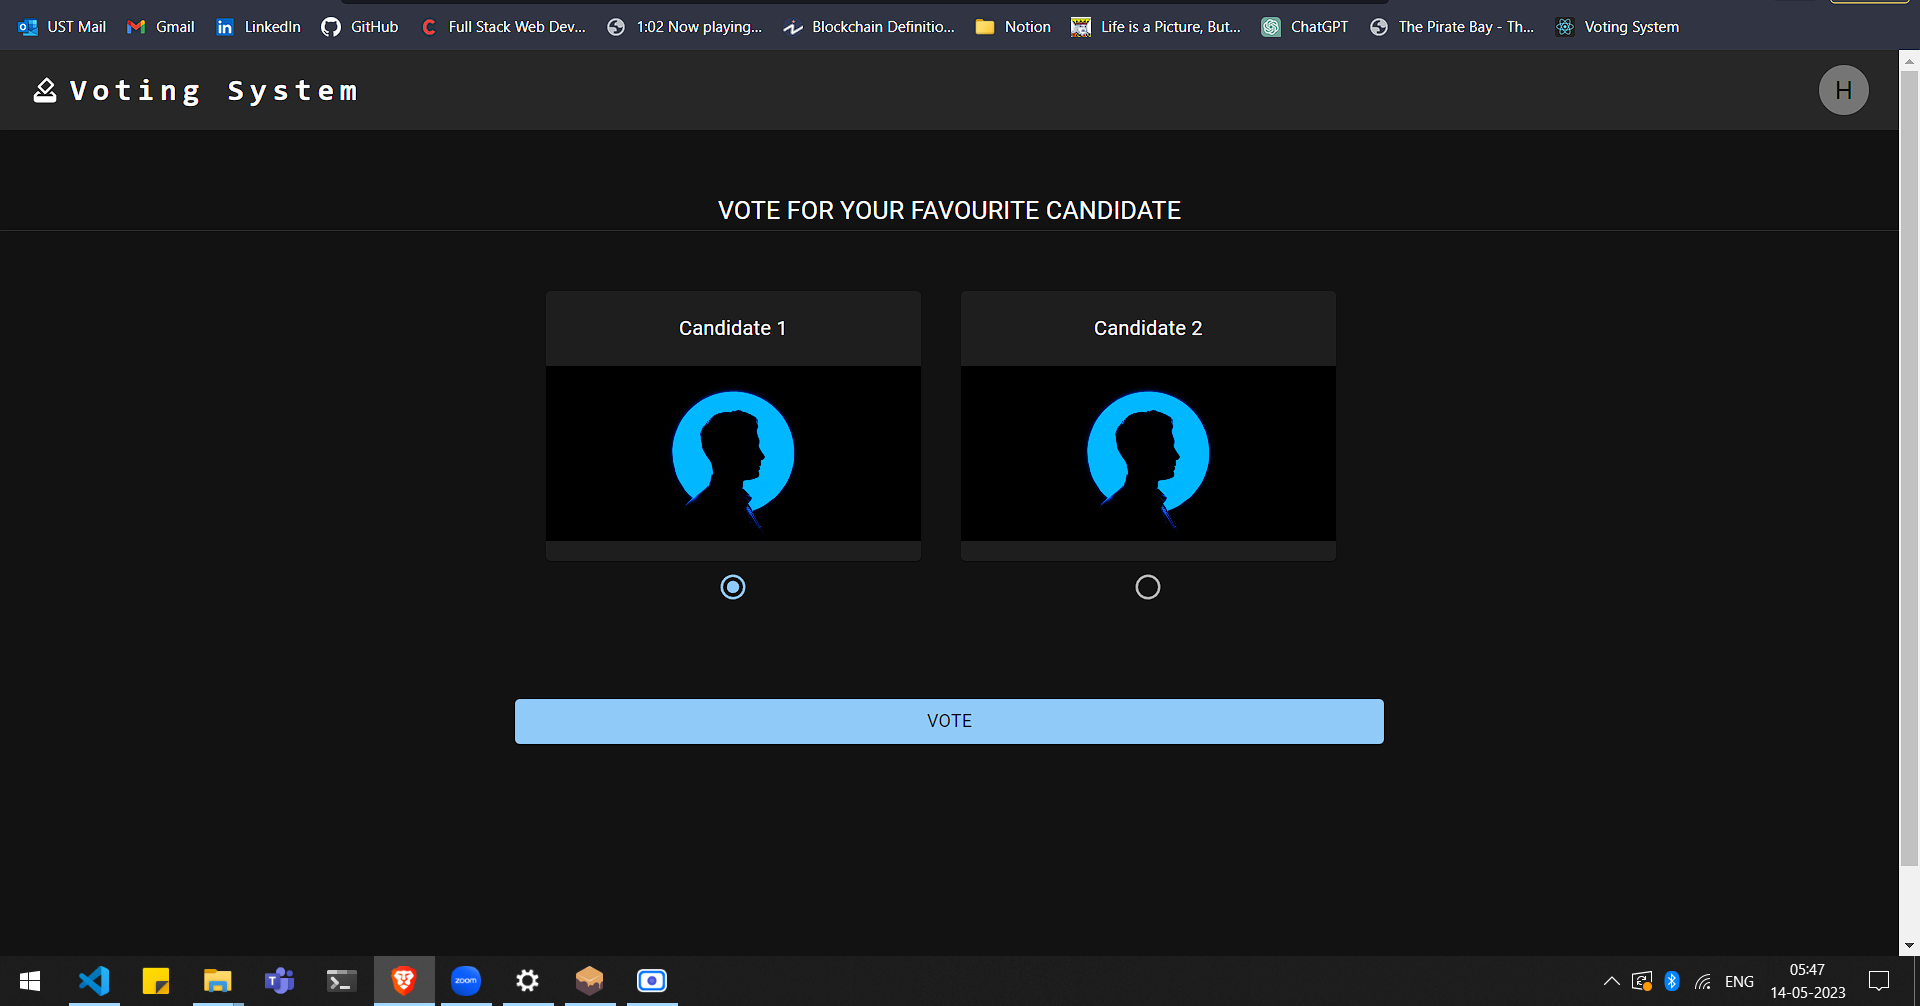 UST Mail Gmail LinkedIn GitHub Full Stack Web Dev... 1:02 Now playing... Blockchain Definitio... Notion Life is a Picture, But... ChatGPT The Pirate Bay - Th... Voting System
Voting System H
VOTE FOR YOUR FAVOURITE CANDIDATE
Candidate 1 Candidate 2
VOTE
zoom ENG 05:47
14-05-2023